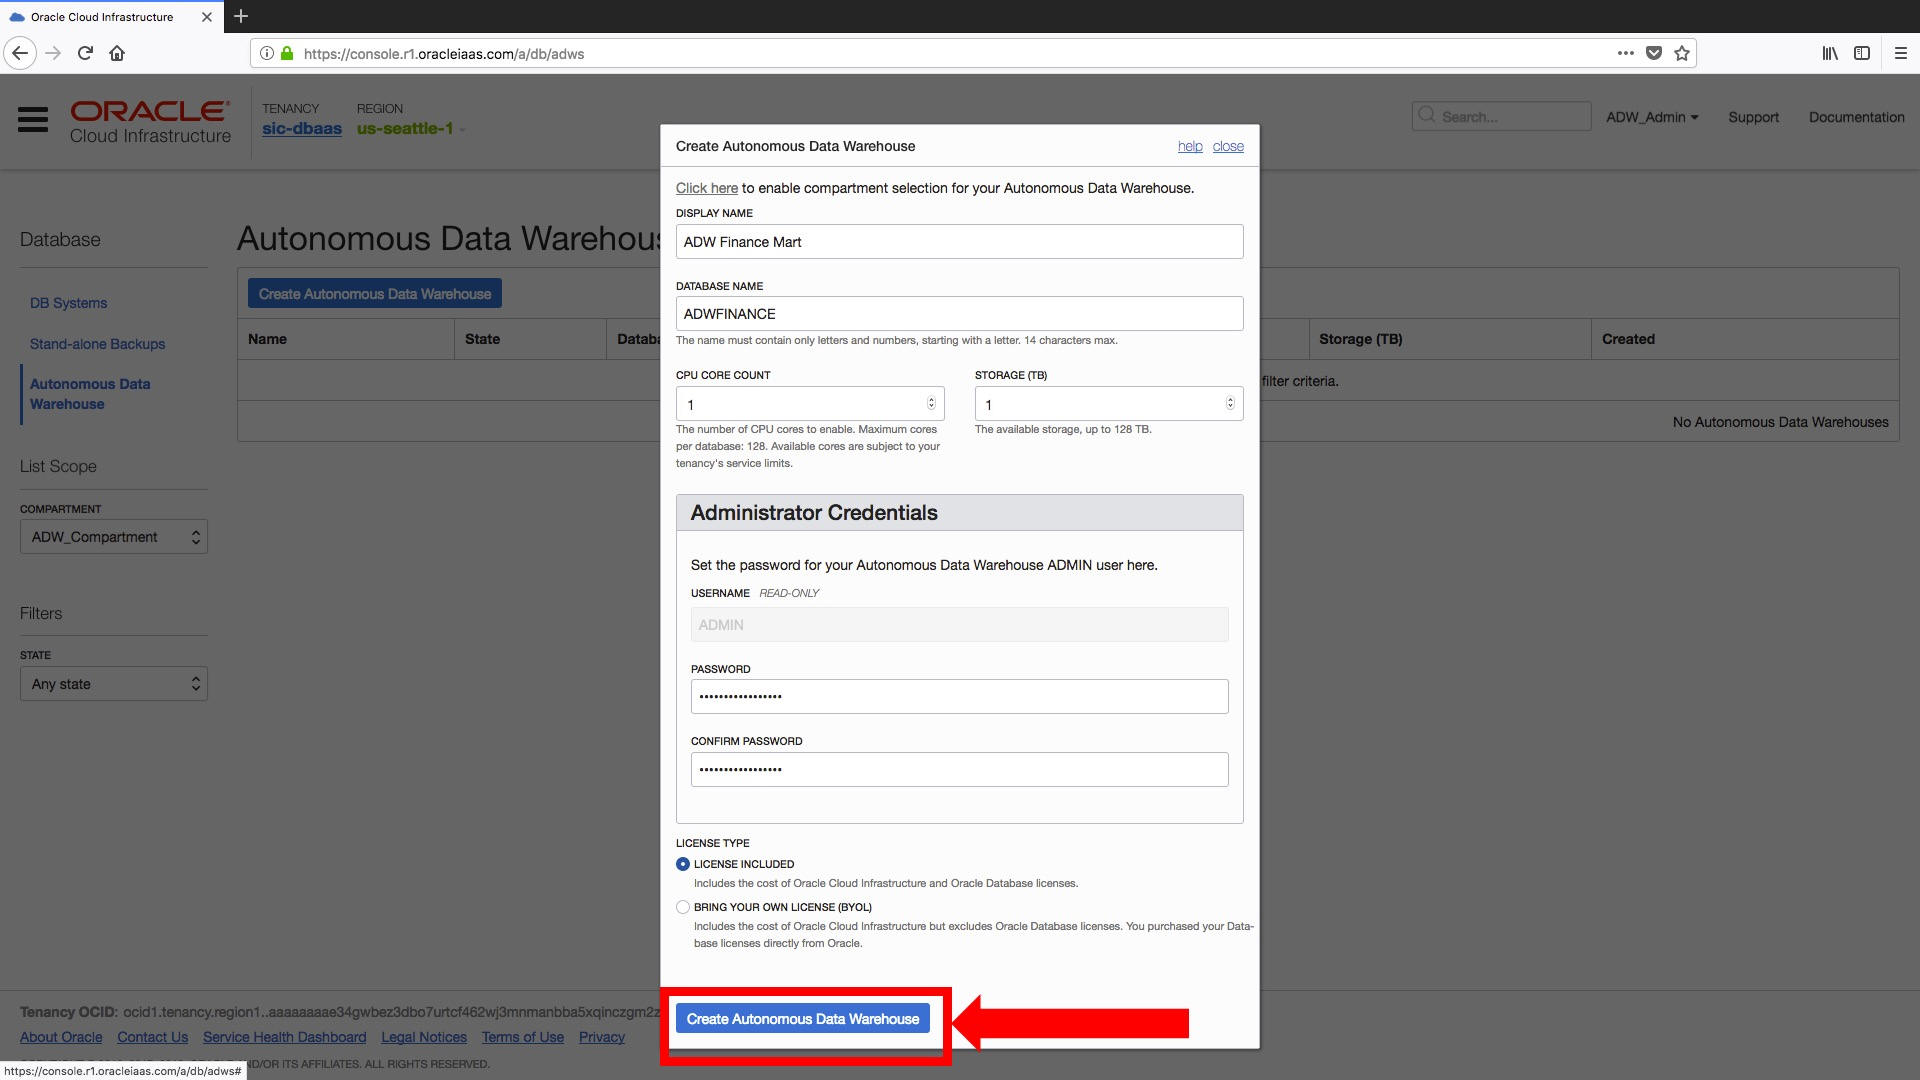 Oracle Cloud Infrastructure
https://console.r1.oracleiaas.com/a/db/adws
ORACLE
Cloud Infrastructure
TENANCY
sic-dbaas
REGION
us-seattle-1
Search...
ADW_Admin
Support
Documentation
Database
DB Systems
Stand-alone Backups
Autonomous Data
Warehouse
List Scope
COMPARTMENT
ADW_Compartment
Filters
STATE
Any state
Autonomous Data
Create Autonomous Data Warehouse
Name
State
Storage (TB)
Created
filter criteria.
No Autonomous Data Warehouses
Create Autonomous Data Warehouse
help
close
Click here to enable compartment selection for your Autonomous Data Warehouse.
DISPLAY NAME
ADW Finance Mart
DATABASE NAME
ADWFINANCE
The name must contain only letters and numbers, starting with a letter. 14 characters max.
CPU CORE COUNT
1
The number of CPU cores to enable. Maximum cores
per database: 128. Available cores are subject to your
tenancy's service limits.
STORAGE (TB)
1
The available storage, up to 128 TB.
Administrator Credentials
Set the password for your Autonomous Data Warehouse ADMIN user here.
USERNAME READ-ONLY
ADMIN
PASSWORD
•••••••••••••••••
CONFIRM PASSWORD
•••••••••••••••••
LICENSE TYPE
LICENSE INCLUDED
Includes the cost of Oracle Cloud Infrastructure and Oracle Database licenses.
BRING YOUR OWN LICENSE (BYOL)
Includes the cost of Oracle Cloud Infrastructure but excludes Oracle Database licenses. You purchased your Data-
base licenses directly from Oracle.
Create Autonomous Data Warehouse
Tenancy OCID: ocid1.tenancy.region1..aaaaaaaae34gwbez3dbo7urtcf462wj3mnmanbba5xqinczgm2z
About Oracle
Contact Us
Service Health Dashboard
Legal Notices
Terms of Use
Privacy
AND/OR ITS AFFILIATES. ALL RIGHTS RESERVED.
https://console.r1.oracleiaas.com/a/db/adws#